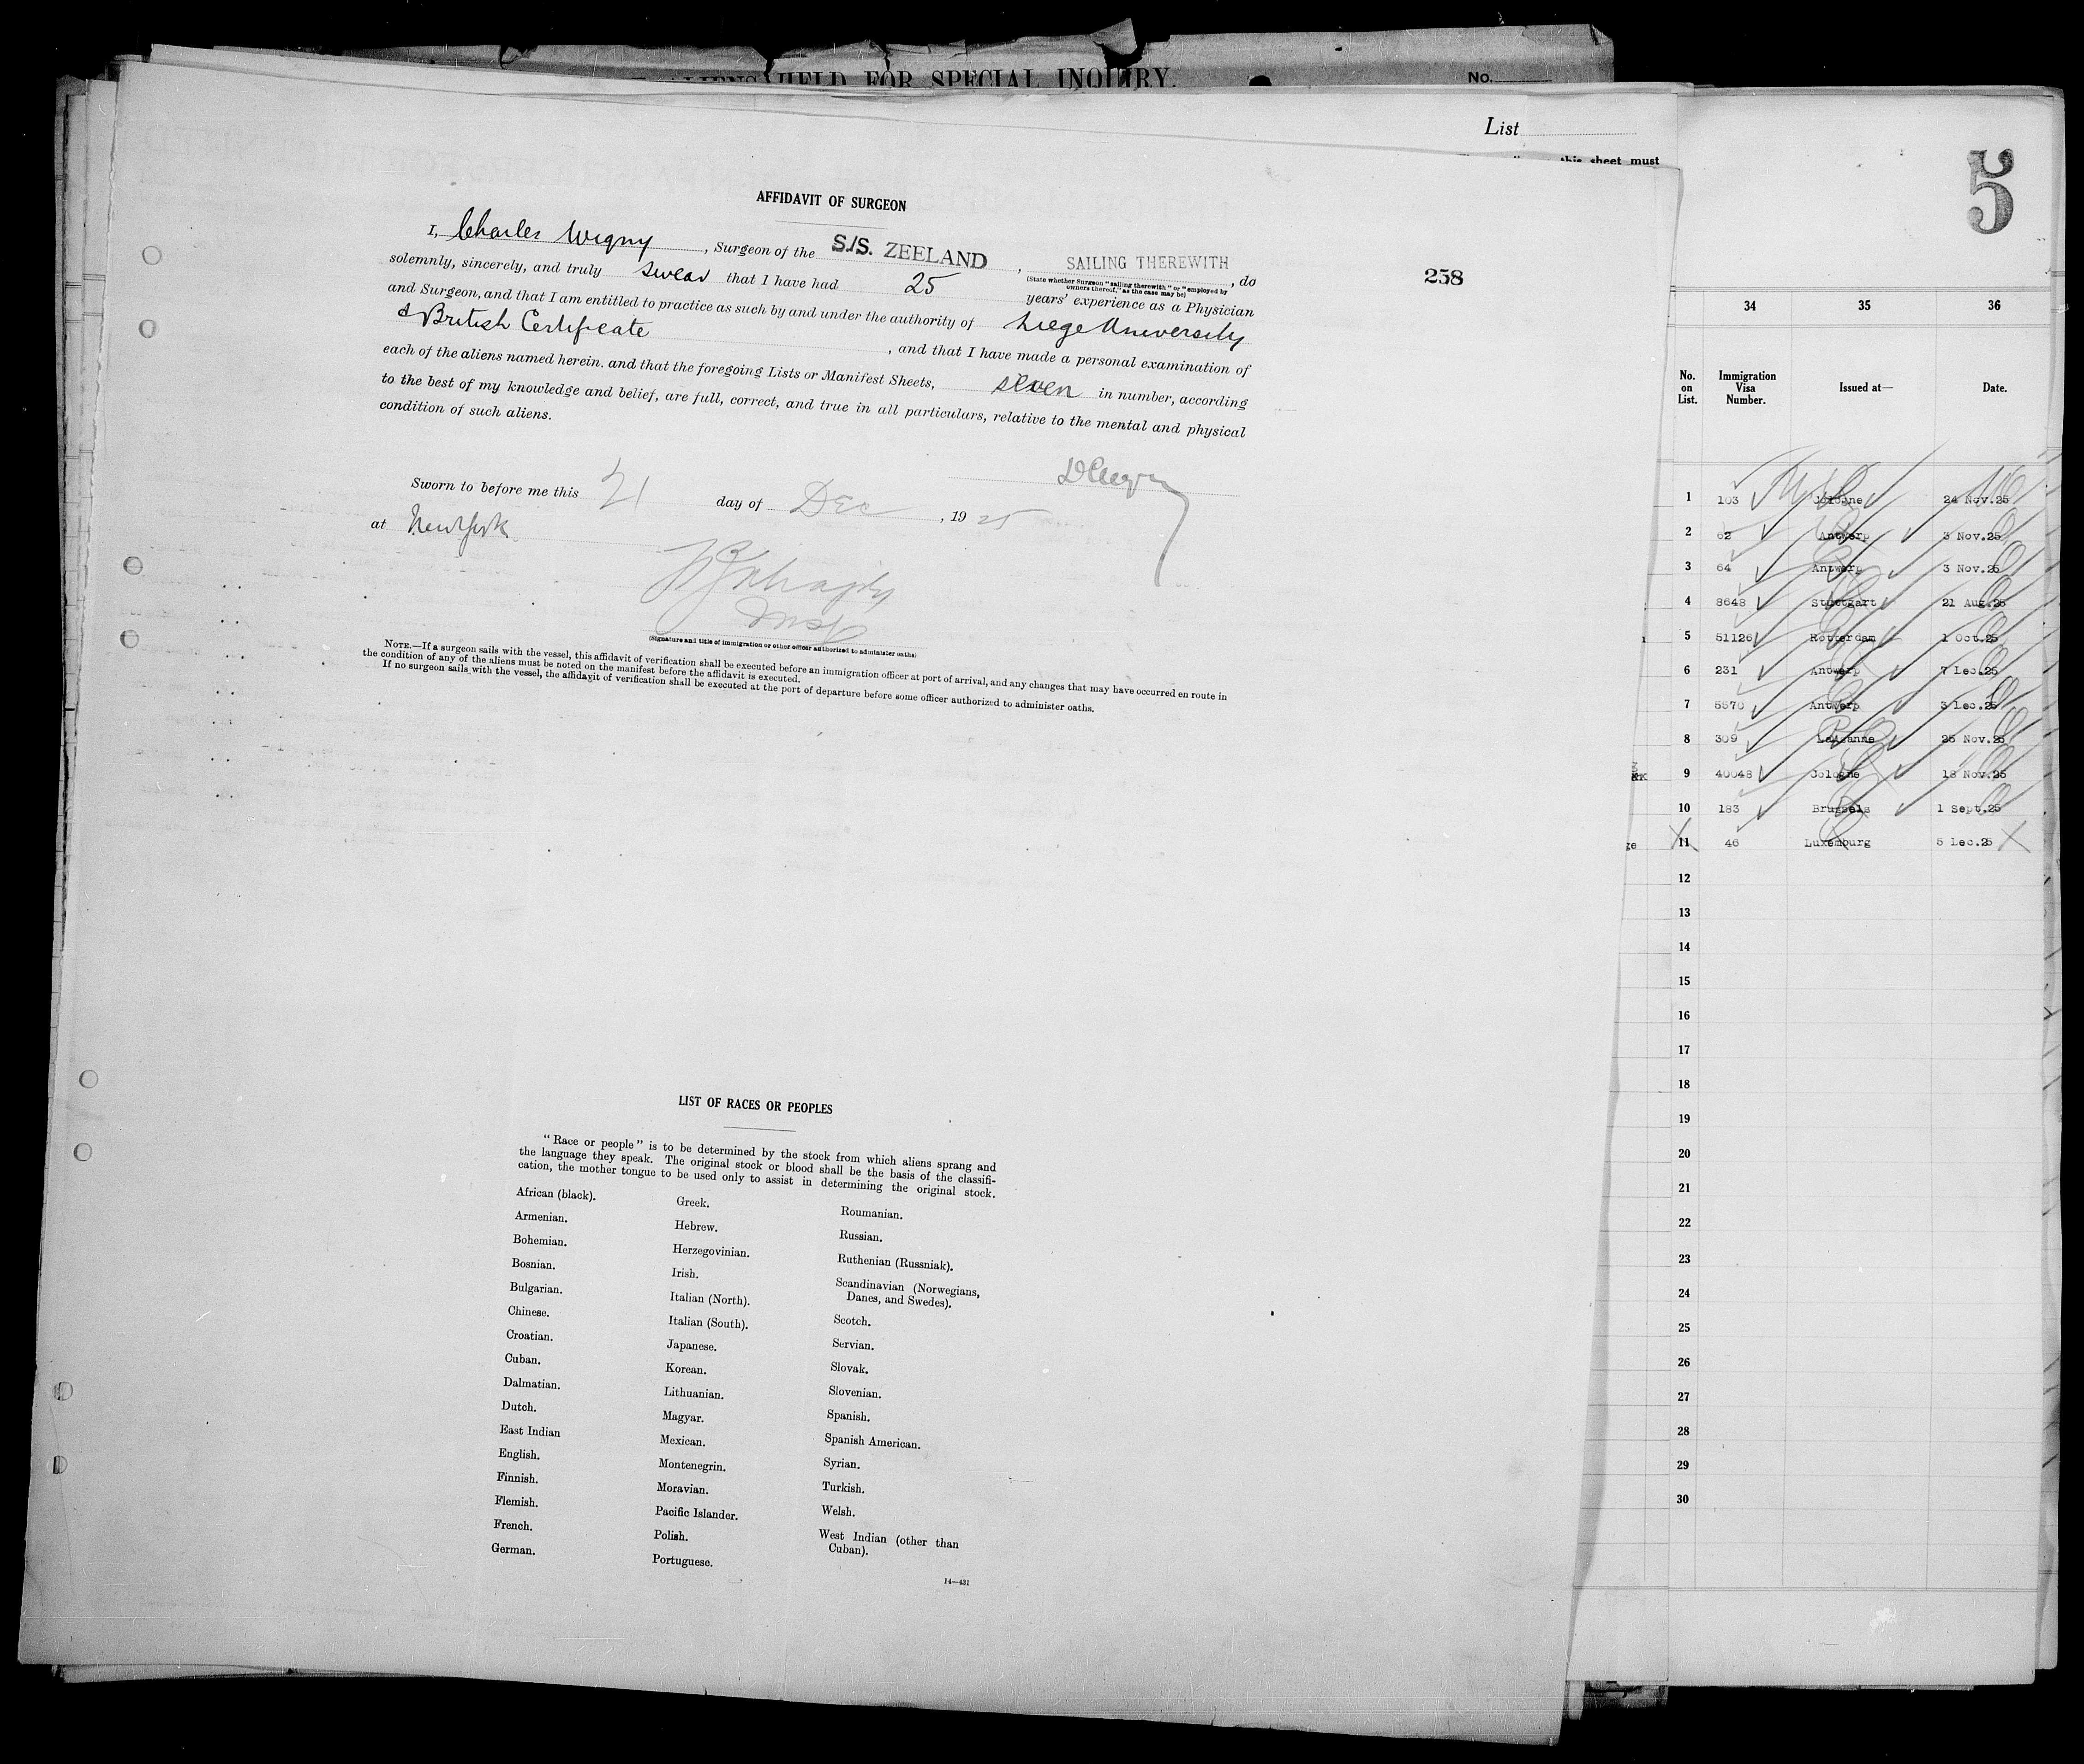 ALIENS HELD FOR SPECIAL INQUIRY.
No.
List
this sheet must
5
258
AFFIDAVIT OF SURGEON
I, Charles Wigny, Surgeon of the S/S. ZEELAND, SAILING THEREWITH, do
(State whether Surgeon "sailing therewith" or "employed by
owners thereof," as the case may be)
solemnly, sincerely, and truly swear that I have had 25 years' experience as a Physician
and Surgeon, and that I am entitled to practice as such by and under the authority of Liege University
& British Certificate, and that I have made a personal examination of
each of the aliens named herein, and that the foregoing Lists or Manifest Sheets, seven in number, according
to the best of my knowledge and belief, are full, correct, and true in all particulars, relative to the mental and physical
condition of such aliens.
Sworn to before me this 21 day of Dec, 1925
at New York
(Signature and title of immigration or other officer authorized to administer oaths)
NOTE.—If a surgeon sails with the vessel, this affidavit of verification shall be executed before an immigration officer at port of arrival, and any changes that may have occurred en route in
the condition of any of the aliens must be noted on the manifest before the affidavit is executed.
If no surgeon sails with the vessel, the affidavit of verification shall be executed at the port of departure before some officer authorized to administer oaths.
LIST OF RACES OR PEOPLES
"Race or people" is to be determined by the stock from which aliens sprang and
the language they speak. The original stock or blood shall be the basis of the classifi-
cation, the mother tongue to be used only to assist in determining the original stock.
African (black).
Armenian.
Bohemian.
Bosnian.
Bulgarian.
Chinese.
Croatian.
Cuban.
Dalmatian.
Dutch.
East Indian
English.
Finnish.
Flemish.
French.
German.
Greek.
Hebrew.
Herzegovinian.
Irish.
Italian (North).
Italian (South).
Japanese.
Korean.
Lithuanian.
Magyar.
Mexican.
Montenegrin.
Moravian.
Pacific Islander.
Polish.
Portuguese.
Roumanian.
Russian.
Ruthenian (Russniak).
Scandinavian (Norwegians,
Danes, and Swedes).
Scotch.
Servian.
Slovak.
Slovenian.
Spanish.
Spanish American.
Syrian.
Turkish.
Welsh.
West Indian (other than
Cuban).
14—431
34 35 36
No. on List. Immigration Visa Number. Issued at— Date.
1 103 Cologne 24 Nov.25
2 62 Antwerp 3 Nov.25
3 64 Antwerp 3 Nov.25
4 8648 Stuttgart 21 Aug.25
5 51126 Rotterdam 1 Oct.25
6 231 Antwerp 7 Dec.25
7 Antwerp 3 Dec.25
8 309 Lausanne 25 Nov.25
9 40048 Cologne 18 Nov.25
10 183 Brussels 1 Sept.25
11 46 Luxemburg 5 Dec.25
12
13
14
15
16
17
18
19
20
21
22
23
24
25
26
27
28
29
30